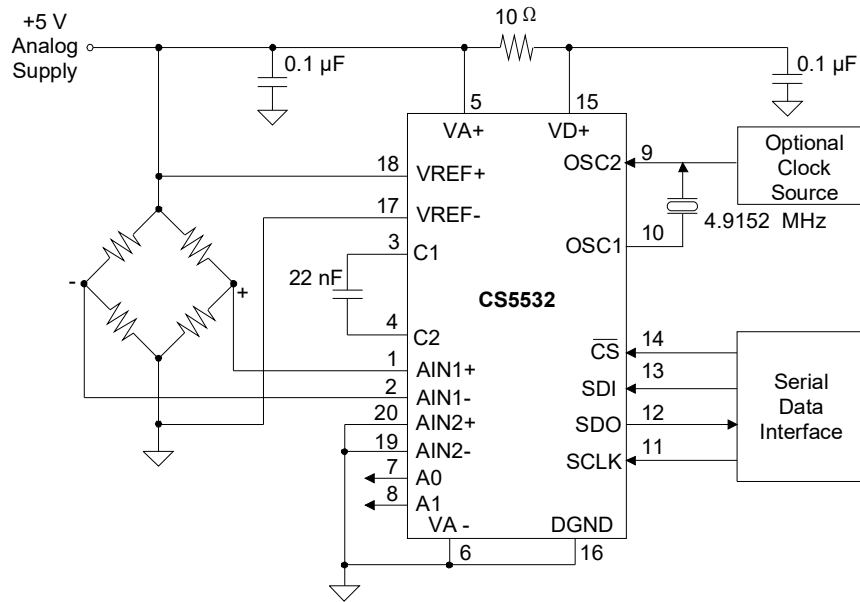 +5 V
Analog
Supply
10 Ω
0.1 µF
0.1 µF
5
15
VA+
VD+
18
VREF+
OSC2
9
Optional
Clock
Source
17
VREF-
4.9152 MHz
3
C1
OSC1
10
22 nF
CS5532
-
+
4
C2
CS
14
1
AIN1+
SDI
13
2
AIN1-
SDO
12
Serial
Data
Interface
20
AIN2+
19
AIN2-
SCLK
11
7
A0
8
A1
VA -
DGND
6
16